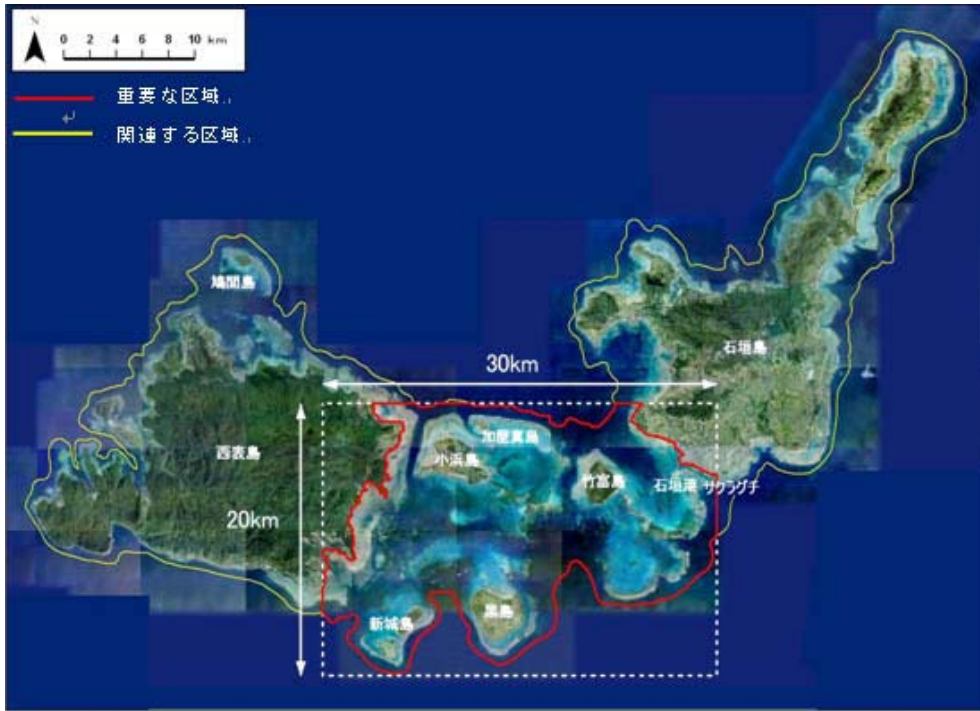 N
0 2 4 6 8 10 km
重要な区域
関連する区域
鳩間島
石垣島
30km
加屋真島
小浜島
西表島
竹富島
石垣港 サクラグチ
20km
新城島
黒島